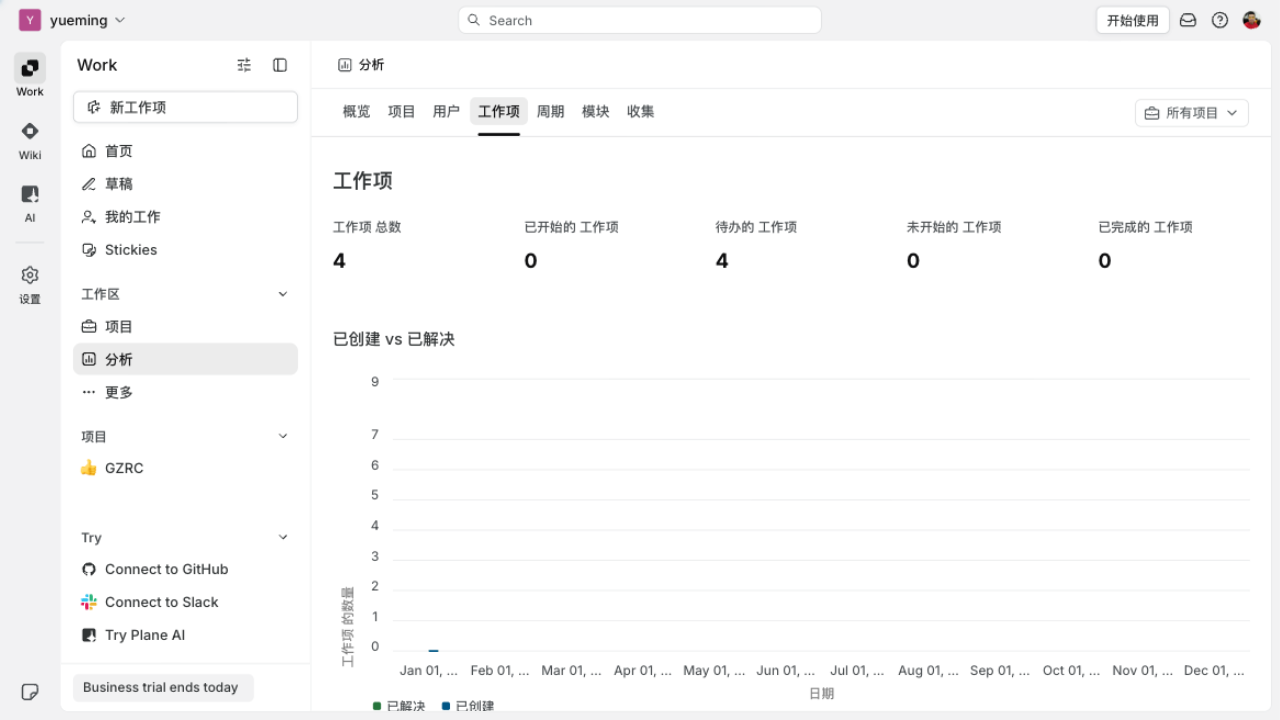 Y yueming
Search
开始使用
Work
Wiki
AI
设置
Work
新工作项
首页
草稿
我的工作
Stickies
工作区
项目
分析
更多
项目
👍 GZRC
Try
Connect to GitHub
Connect to Slack
Try Plane AI
Business trial ends today
分析
概览 项目 用户 工作项 周期 模块 收集
所有项目
工作项
工作项 总数
4
已开始的 工作项
0
待办的 工作项
4
未开始的 工作项
0
已完成的 工作项
0
已创建 vs 已解决
9
7
6
5
4
3
2
1
0
工作项 的数量
Jan 01, ... Feb 01, ... Mar 01, ... Apr 01, ... May 01, ... Jun 01, ... Jul 01, ... Aug 01, ... Sep 01, ... Oct 01, ... Nov 01, ... Dec 01, ...
日期
已解决 已创建